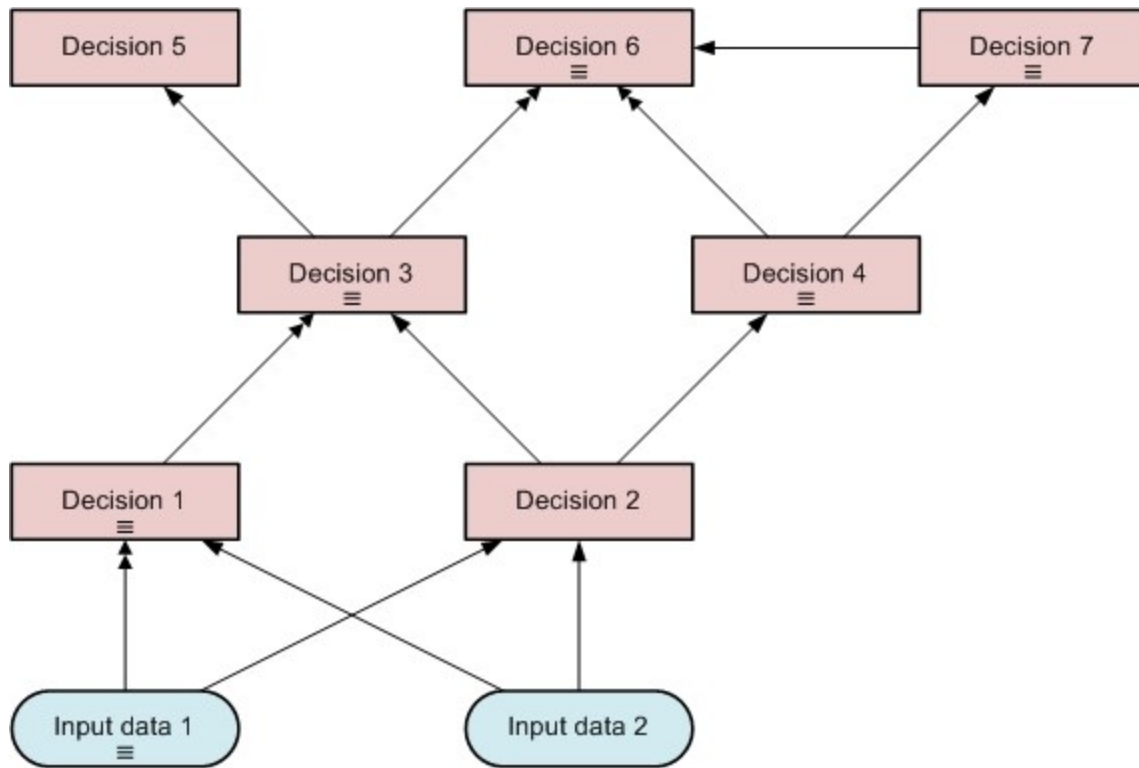 Decision 5
Decision 6
Decision 7
Decision 3
Decision 4
Decision 1
Decision 2
Input data 1
Input data 2